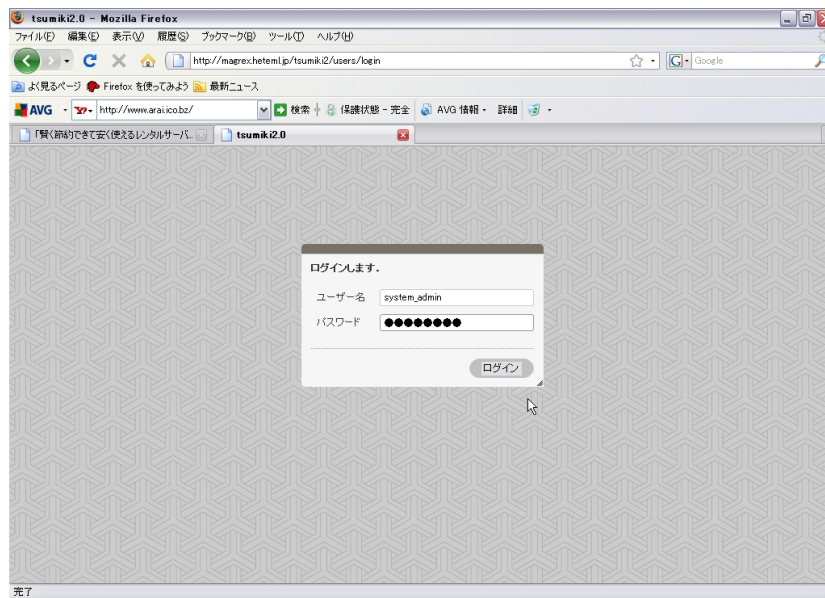 tsumiki2.0 - Mozilla Firefox
ファイル(F) 編集(E) 表示(V) 履歴(S) ブックマーク(B) ツール(T) ヘルプ(H)
http://magrex.heteml.jp/tsumiki2/users/login
G Google
よく見るページ Firefox を使ってみよう 最新ニュース
AVG Y! http://www.arai.ico.bz/ 検索 保護状態 - 完全 AVG 情報 詳細
「賢く節約できて安く使えるレンタルサーバ...
tsumiki2.0
ログインします.
ユーザー名 system_admin
パスワード ●●●●●●●●
ログイン
完了